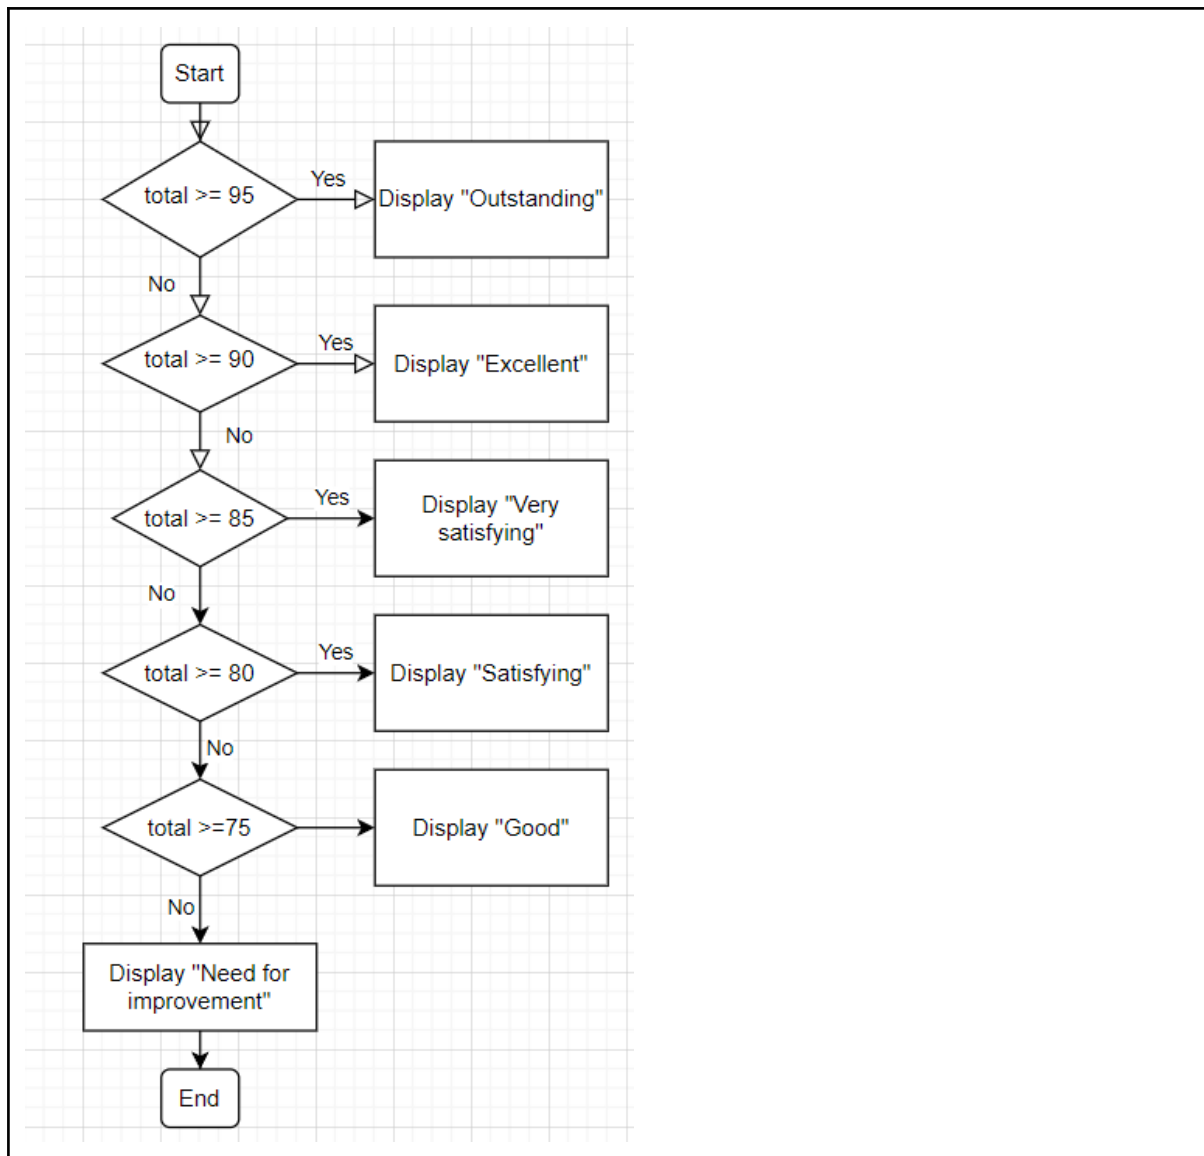 Start
total >= 95
Yes
Display "Outstanding"
No
total >= 90
Yes
Display "Excellent"
No
total >= 85
Yes
Display "Very
satisfying"
No
total >= 80
Yes
Display "Satisfying"
No
total >=75
Display "Good"
No
Display "Need for
improvement"
End